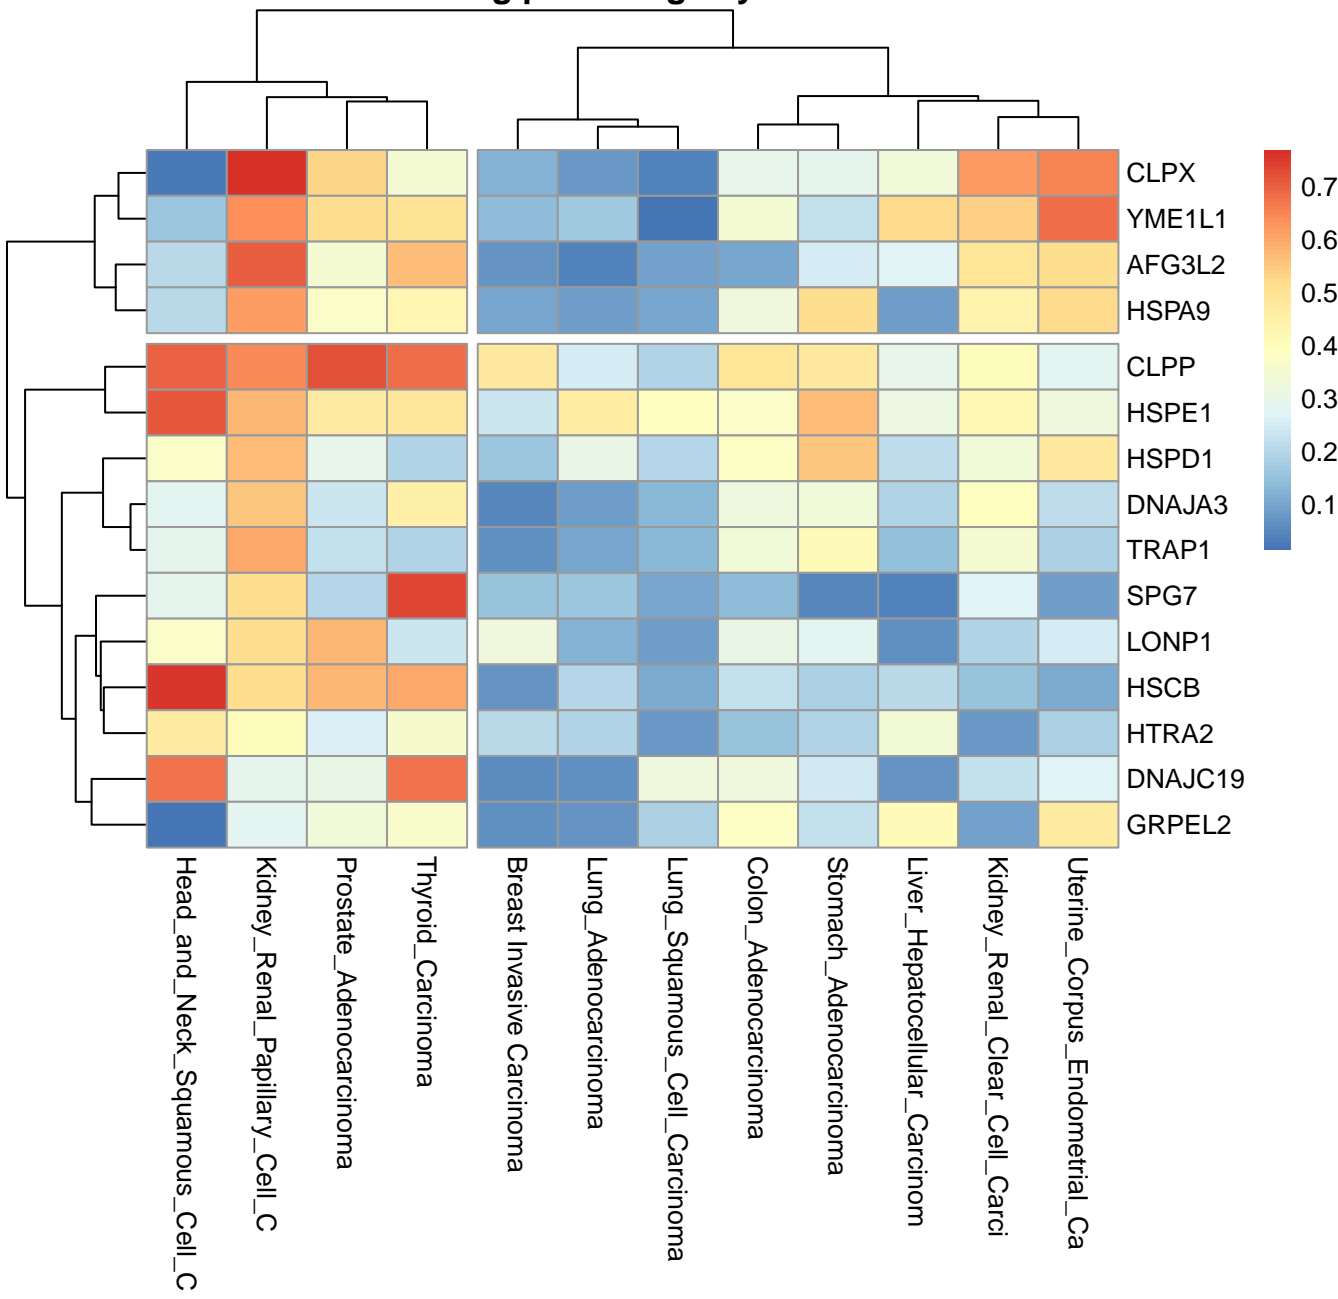 CLPX
YME1L1
AFG3L2
HSPA9
CLPP
HSPE1
HSPD1
DNAJA3
TRAP1
SPG7
LONP1
HSCB
HTRA2
DNAJC19
GRPEL2
0.7
0.6
0.5
0.4
0.3
0.2
0.1
Head_and_Neck_Squamous_Cell_C
Kidney_Renal_Papillary_Cell_C
Prostate_Adenocarcinoma
Thyroid_Carcinoma
Breast Invasive Carcinoma
Lung_Adenocarcinoma
Lung_Squamous_Cell_Carcinoma
Colon_Adenocarcinoma
Stomach_Adenocarcinoma
Liver_Hepatocellular_Carcinom
Kidney_Renal_Clear_Cell_Carci
Uterine_Corpus_Endometrial_Ca